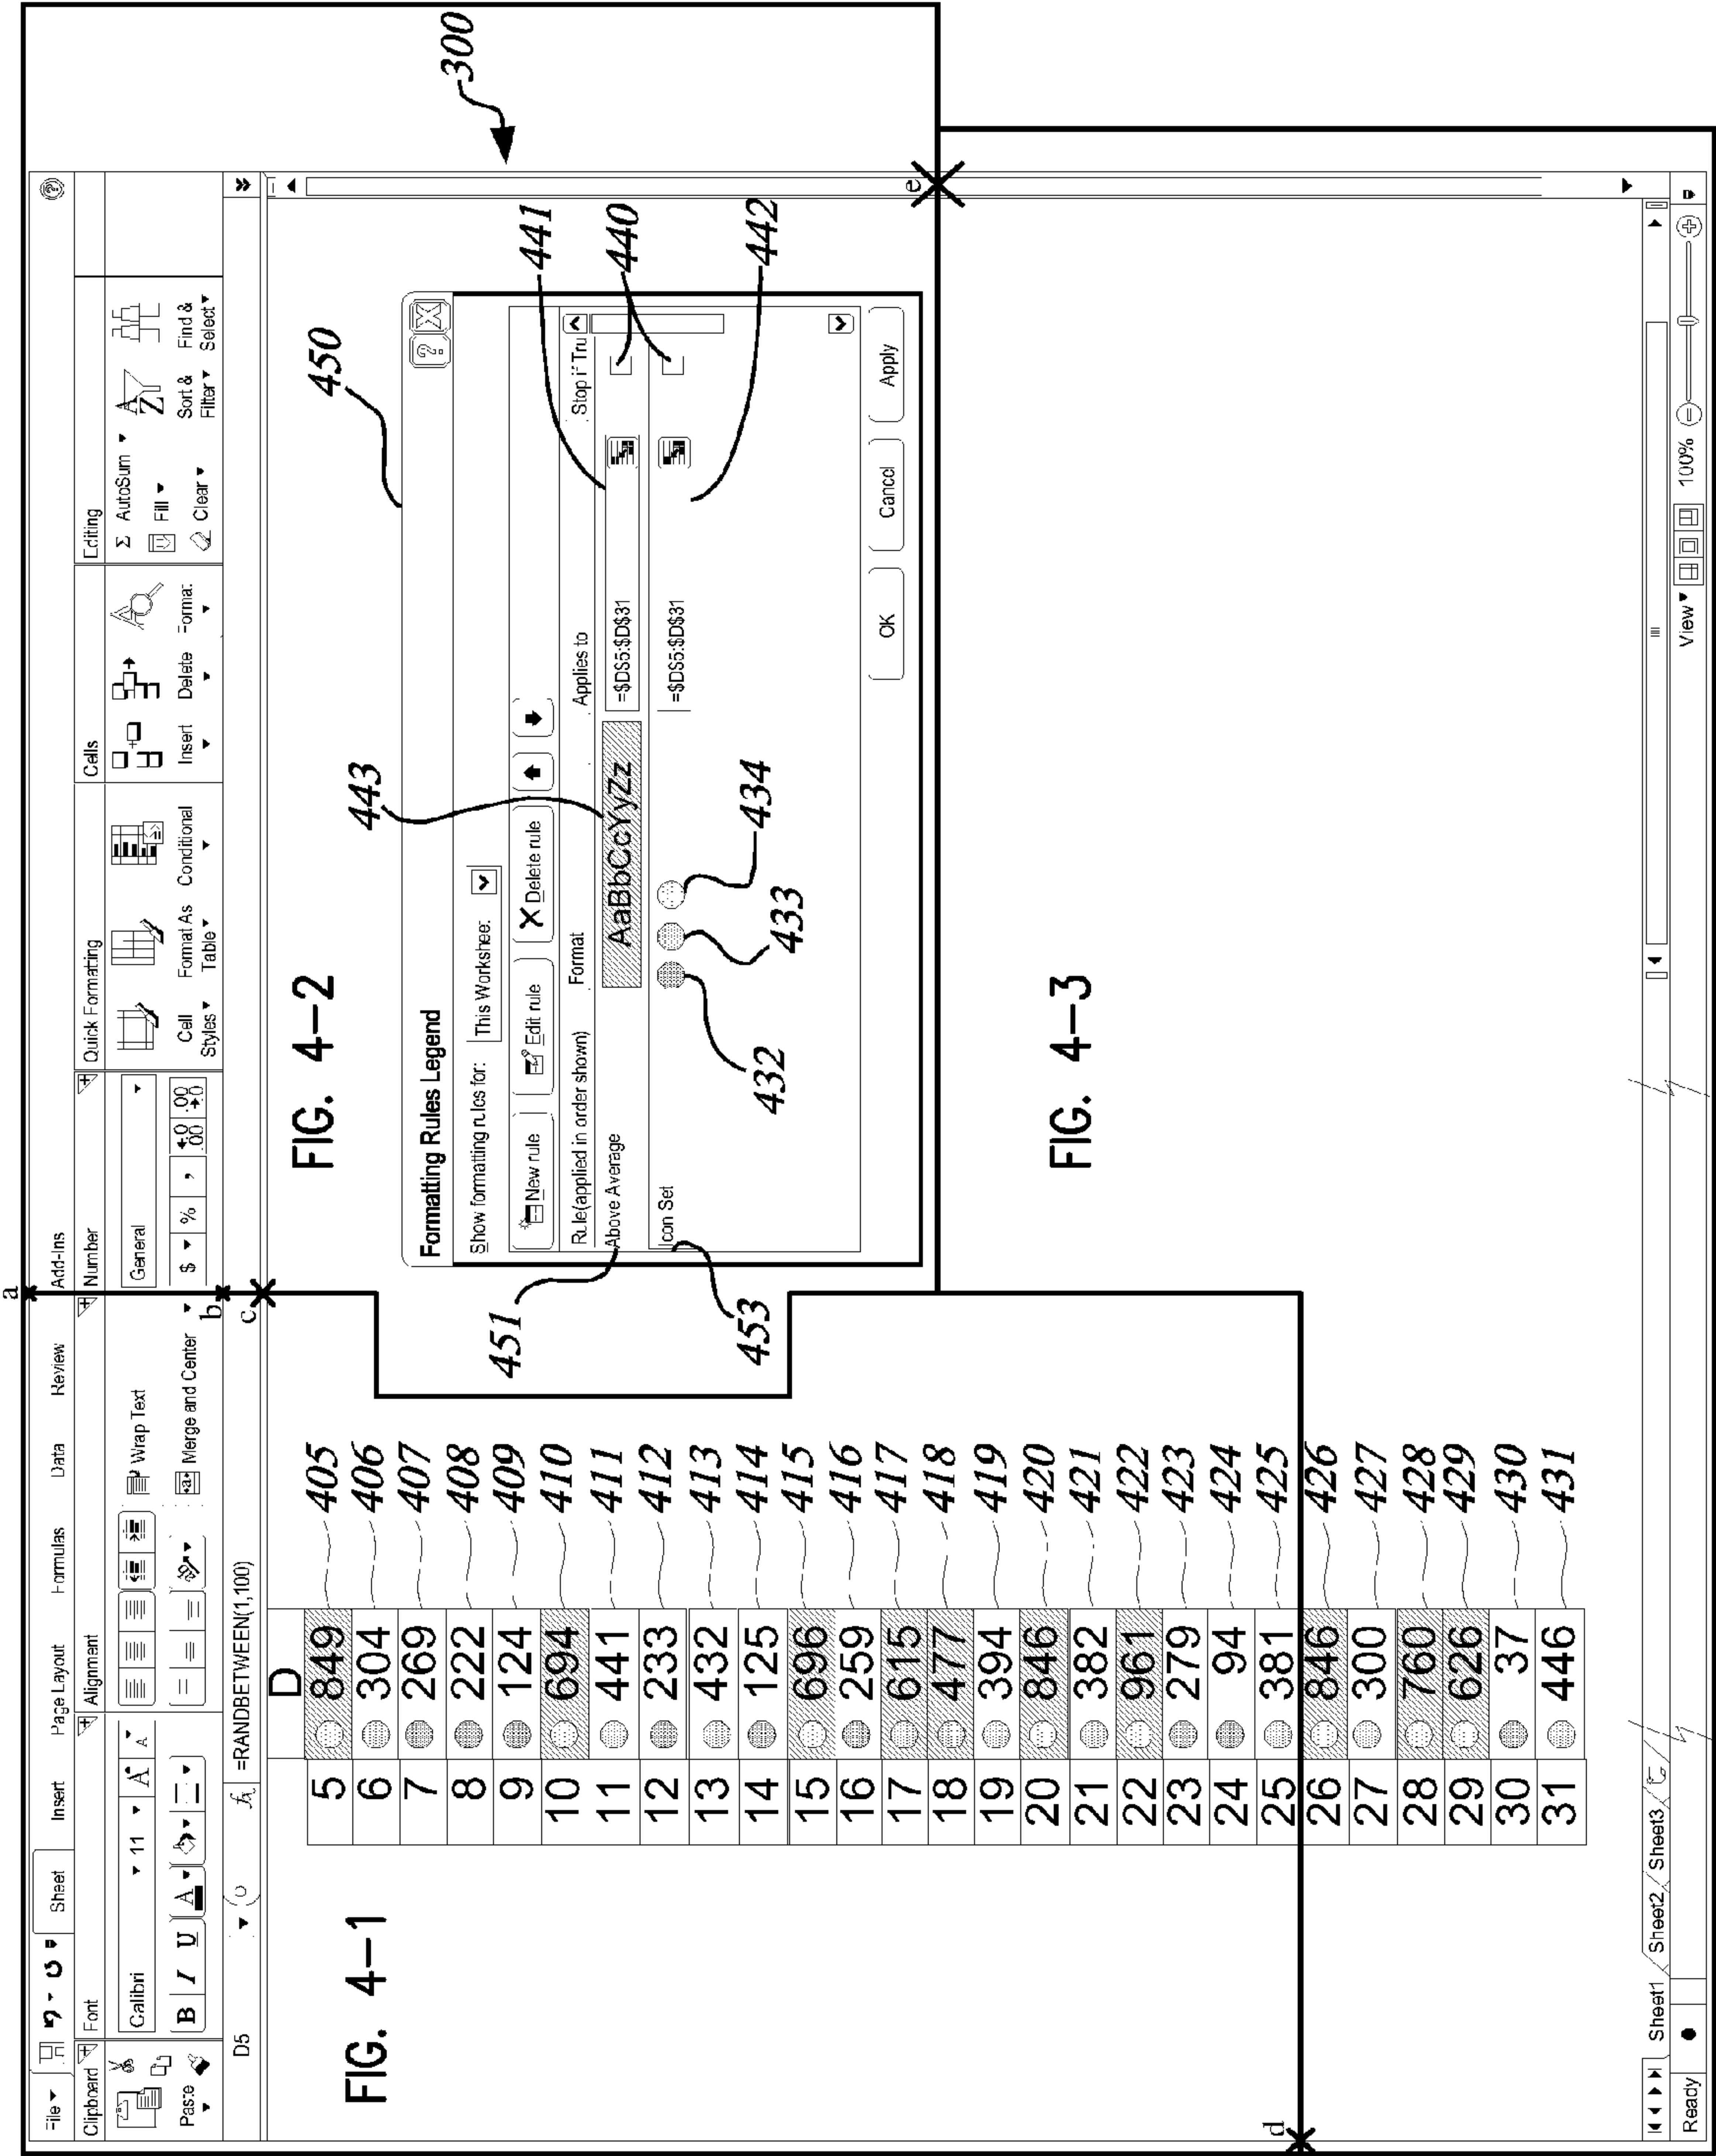 a
File
Sheet Insert Page Layout Formulas Data Review Add-Ins
Clipboard Font Alignment Number Quick Formatting Cells Editing
Paste
Calibri 11 A A
B I U A
Wrap Text
Merge and Center
General
$ % , .00 .00
Cell Styles
Format As Table
Conditional
Insert
Delete
Format
Σ AutoSum
Fill
Clear
Sort & Filter
Find & Select
b
D5 fx =RANDBETWEEN(1,100)
c
FIG. 4-1
D
5 849 405
6 304 406
7 269 407
8 222 408
9 124 409
10 694 410
11 441 411
12 233 412
13 432 413
14 125 414
15 696 415
16 259 416
17 615 417
18 477 418
19 394 419
20 846 420
21 382 421
22 961 422
23 279 423
24 94 424
25 381 425
26 846 426
27 300 427
28 760 428
29 626 429
30 37 430
31 446 431
d
FIG. 4-2
300
450
443
Formatting Rules Legend
Show formatting rules for: This Worksheet
New rule Edit rule Delete rule
Rule(applied in order shown) Format Applies to Stop if Tru
Above Average AaBbCcYyZz =$D$5:$D$31
Icon Set =$D$5:$D$31
OK Cancel Apply
451
453
432
433
434
441
440
442
e
FIG. 4-3
Sheet1 Sheet2 Sheet3
Ready View 100%